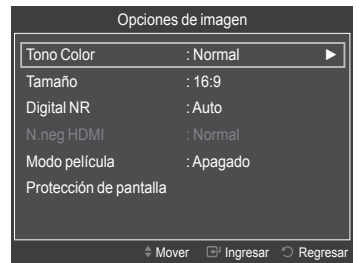 Opciones de imagen
Tono Color : Normal ►
Tamaño : 16:9
Digital NR : Auto
N.neg HDMI : Normal
Modo película : Apagado
Protección de pantalla
Mover Ingresar Regresar